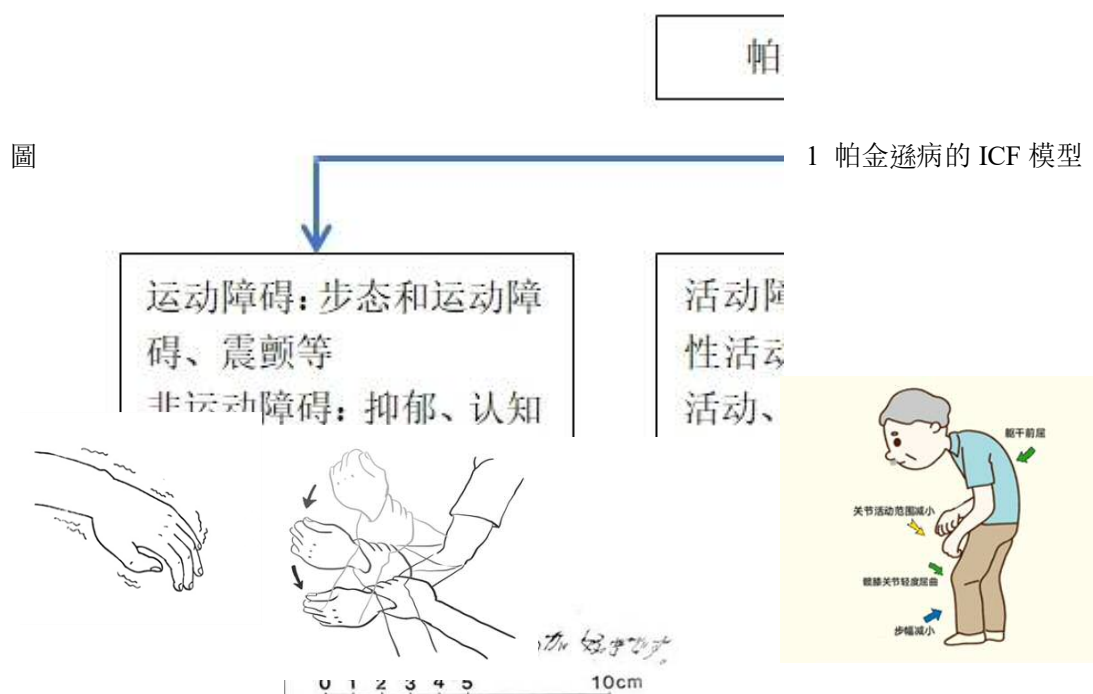 帕
圖 1 帕金遜病的 ICF 模型
运动障碍：步态和运动障
碍、震颤等
非运动障碍：抑郁、认知
活动障
性活动
活动、
躯干前屈
关节活动范围减小
髋膝关节轻度屈曲
步幅减小
0 1 2 3 4 5 10cm